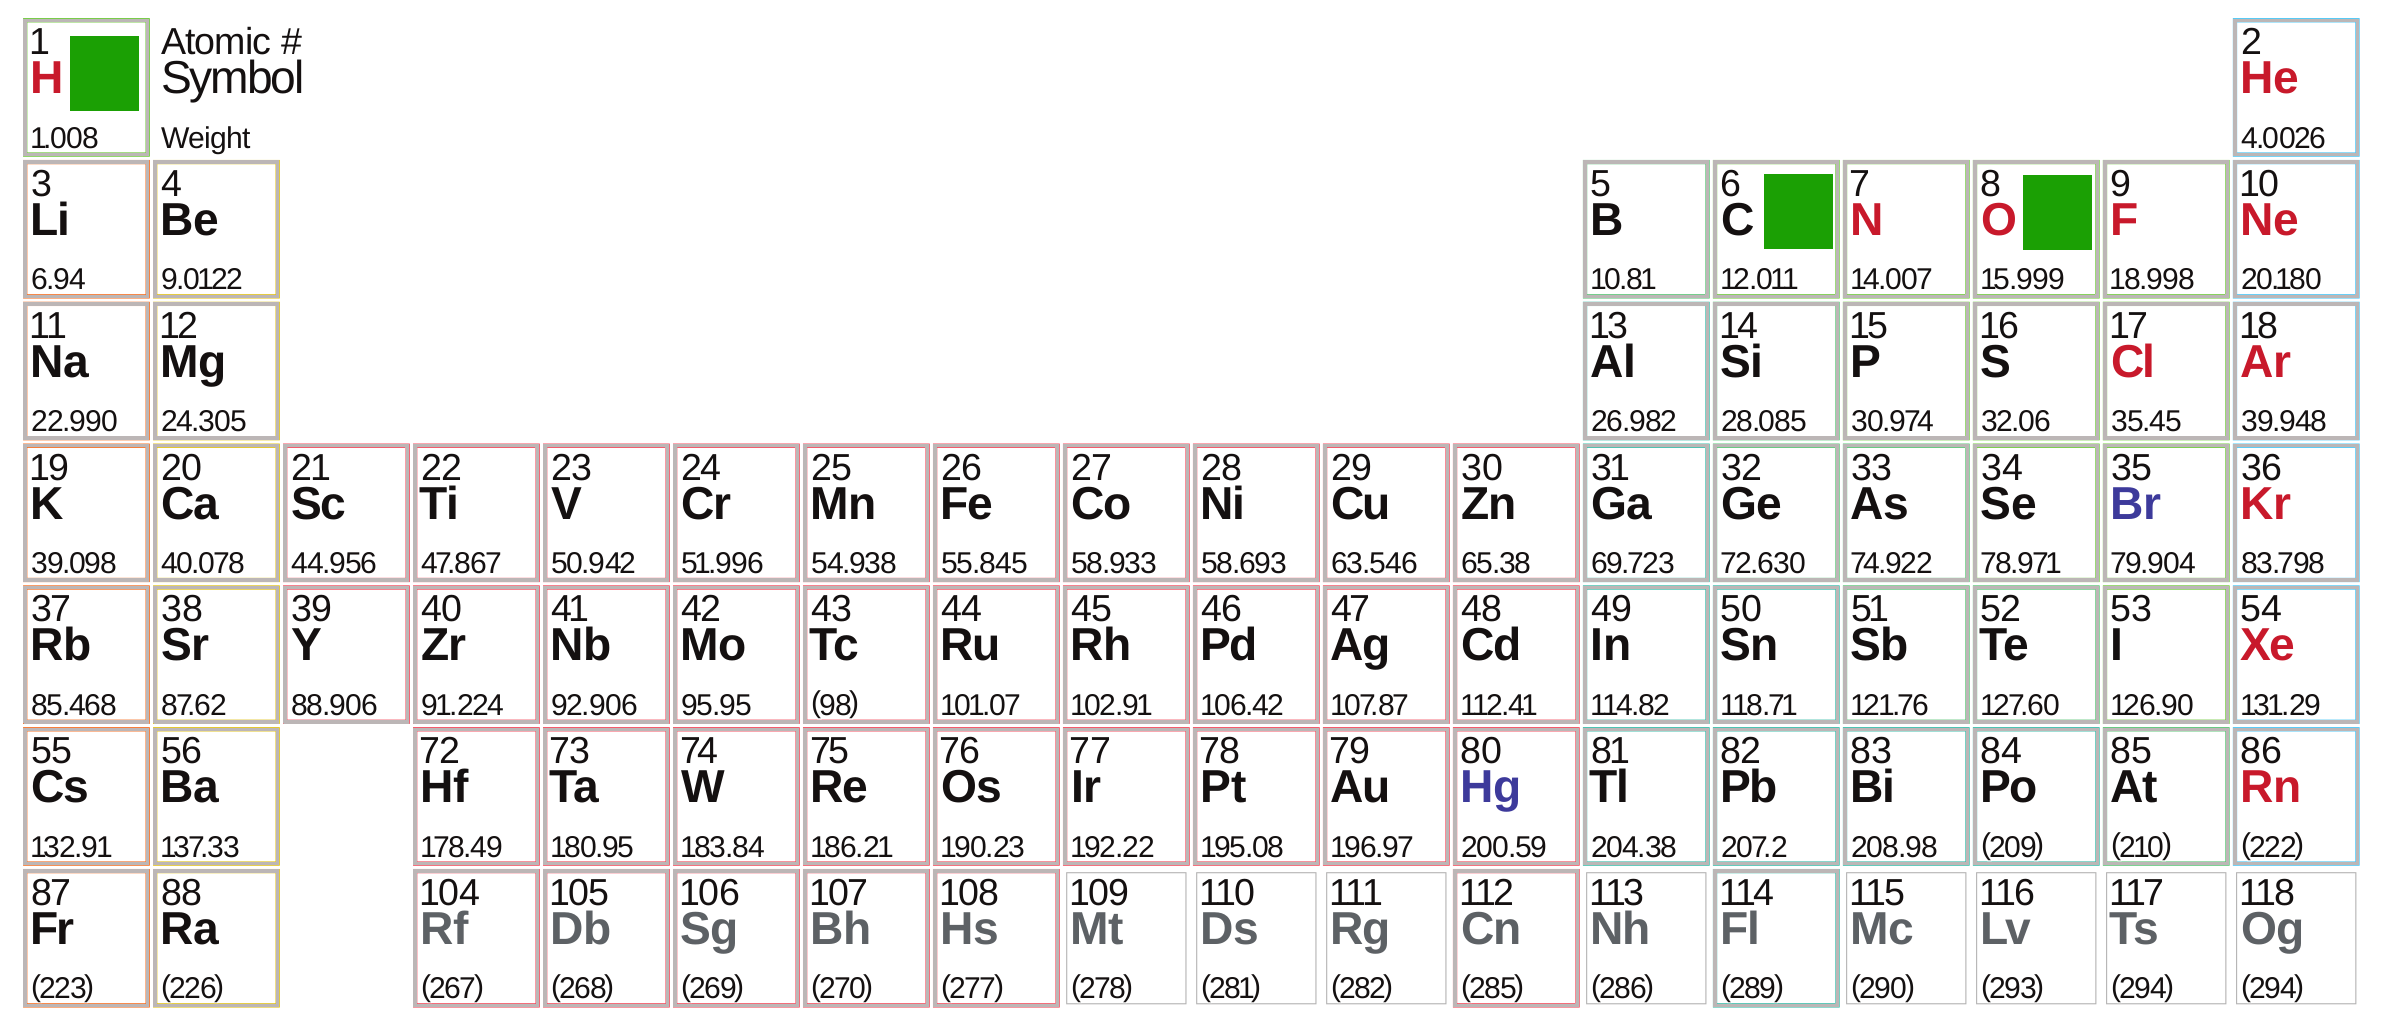 1 Atomic # 2
H Symbol He
1.008 Weight 4.0026
3 4 5 6 7 8 9 10
Li Be B C N O F Ne
6.94 9.0122 10.81 12.011 14.007 15.999 18.998 20.180
11 12 13 14 15 16 17 18
Na Mg Al Si P S Cl Ar
22.990 24.305 26.982 28.085 30.974 32.06 35.45 39.948
19 20 21 22 23 24 25 26 27 28 29 30 31 32 33 34 35 36
K Ca Sc Ti V Cr Mn Fe Co Ni Cu Zn Ga Ge As Se Br Kr
39.098 40.078 44.956 47.867 50.942 51.996 54.938 55.845 58.933 58.693 63.546 65.38 69.723 72.630 74.922 78.971 79.904 83.798
37 38 39 40 41 42 43 44 45 46 47 48 49 50 51 52 53 54
Rb Sr Y Zr Nb Mo Tc Ru Rh Pd Ag Cd In Sn Sb Te I Xe
85.468 87.62 88.906 91.224 92.906 95.95 (98) 101.07 102.91 106.42 107.87 112.41 114.82 118.71 121.76 127.60 126.90 131.29
55 56 72 73 74 75 76 77 78 79 80 81 82 83 84 85 86
Cs Ba Hf Ta W Re Os Ir Pt Au Hg Tl Pb Bi Po At Rn
132.91 137.33 178.49 180.95 183.84 186.21 190.23 192.22 195.08 196.97 200.59 204.38 207.2 208.98 (209) (210) (222)
87 88 104 105 106 107 108 109 110 111 112 113 114 115 116 117 118
Fr Ra Rf Db Sg Bh Hs Mt Ds Rg Cn Nh Fl Mc Lv Ts Og
(223) (226) (267) (268) (269) (270) (277) (278) (281) (282) (285) (286) (289) (290) (293) (294) (294)